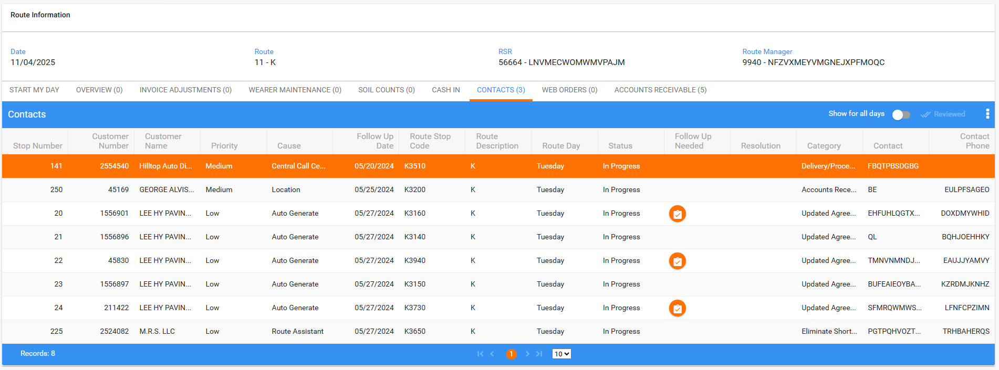 Route Information
Date Route RSR Route Manager
11/04/2025 11 - K 56664 - LNVMECWOMWMVPAJM 9940 - NFZVXMEYVMGNEJXPFMOQC
START MY DAY OVERVIEW (0) INVOICE ADJUSTMENTS (0) WEARER MAINTENANCE (0) SOIL COUNTS (0) CASH IN CONTACTS (3) WEB ORDERS (0) ACCOUNTS RECEIVABLE (5)
Contacts Show for all days Reviewed
Stop Number Customer Number Customer Name Priority Cause Follow Up Date Route Stop Code Route Description Route Day Status Follow Up Needed Resolution Category Contact Contact Phone
141 2554540 Hilltop Auto Di... Medium Central Call Ce... 05/20/2024 K3510 K Tuesday In Progress Delivery/Proce... FBQTPBSDGBG
250 45169 GEORGE ALVIS... Medium Location 05/25/2024 K3200 K Tuesday In Progress Accounts Rece... BE EULPFSAGEO
20 1556901 LEE HY PAVIN... Low Auto Generate 05/27/2024 K3160 K Tuesday In Progress Updated Agree... EHFUHLQGTX... DOXDMYWHID
21 1556896 LEE HY PAVIN... Low Auto Generate 05/27/2024 K3140 K Tuesday In Progress Updated Agree... QL BQHJOEHHKY
22 45830 LEE HY PAVIN... Low Auto Generate 05/27/2024 K3940 K Tuesday In Progress Updated Agree... TMNVNMNDJ... EAUJJYAMVY
23 1556897 LEE HY PAVIN... Low Auto Generate 05/27/2024 K3150 K Tuesday In Progress Updated Agree... BUFEAIEOYBA... KZRDMJKNHZ
24 211422 LEE HY PAVIN... Low Auto Generate 05/27/2024 K3730 K Tuesday In Progress Updated Agree... SFMRQWMWS... LFNFCPZIMN
225 2524082 M.R.S. LLC Low Route Assistant 05/27/2024 K3650 K Tuesday In Progress Eliminate Short... PGTPQHVOZT... TRHBAHERQS
Records: 8 1 10